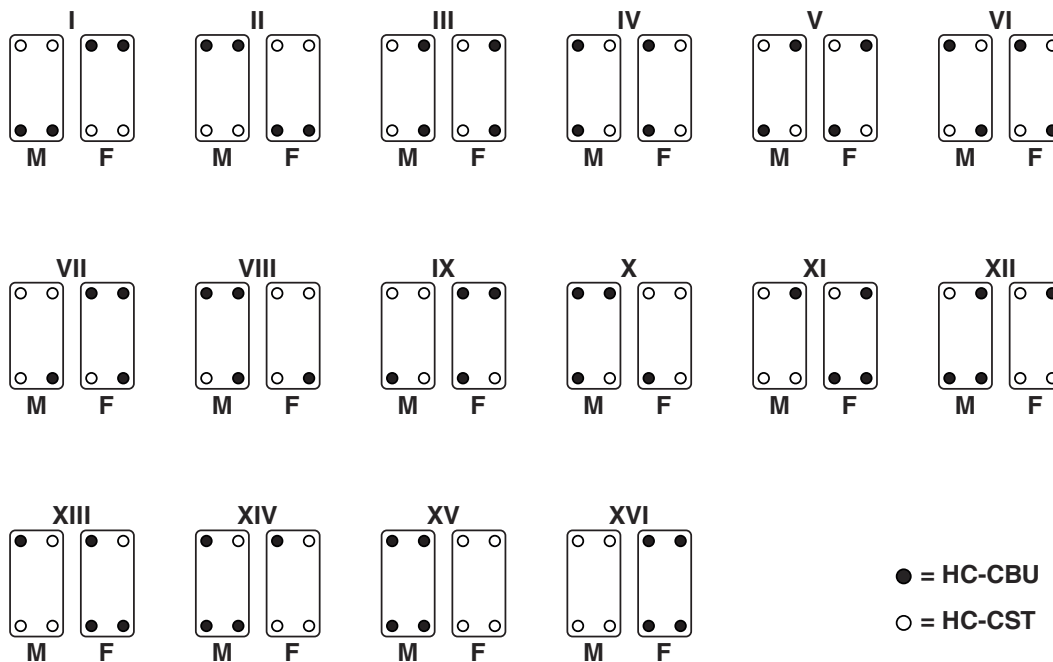 I II III IV V VI
M F M F M F M F M F M F
VII VIII IX X XI XII
M F M F M F M F M F M F
XIII XIV XV XVI
= HC-CBU
= HC-CST
M F M F M F M F